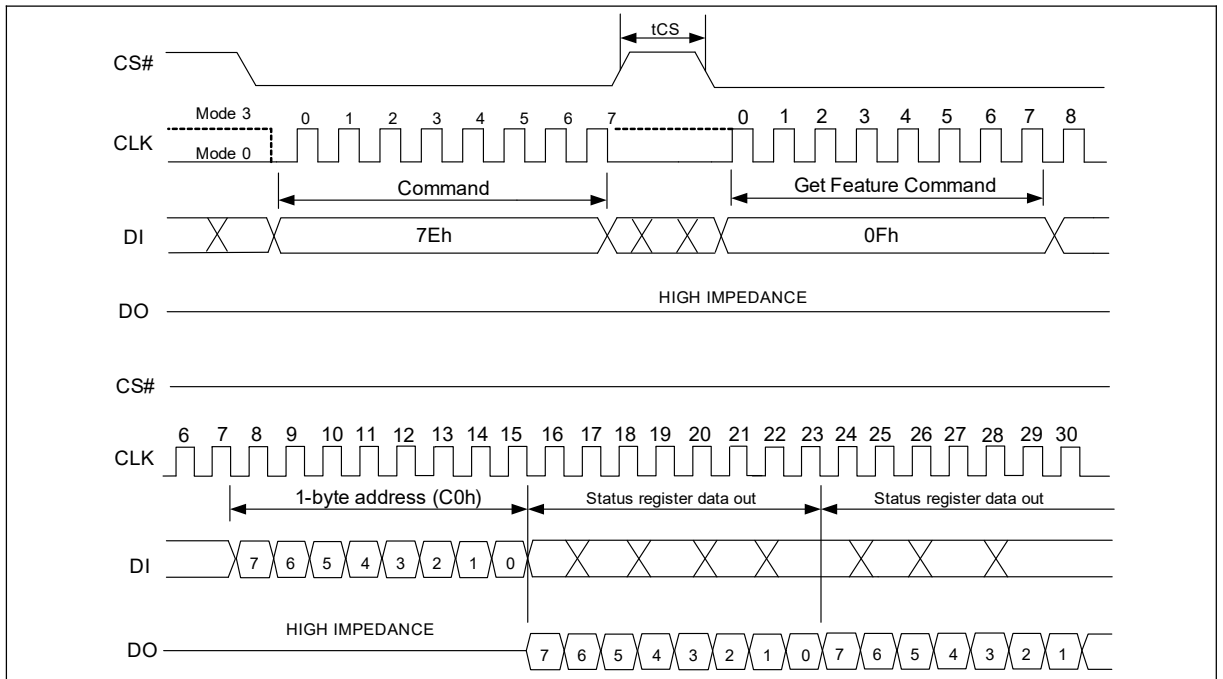 tCS
CS#
Mode 3
0 1 2 3 4 5 6 7 0 1 2 3 4 5 6 7 8
CLK
Mode 0
Command Get Feature Command
DI 7Eh 0Fh
HIGH IMPEDANCE
DO
CS#
6 7 8 9 10 11 12 13 14 15 16 17 18 19 20 21 22 23 24 25 26 27 28 29 30
CLK
1-byte address (C0h) Status register data out Status register data out
DI 7 6 5 4 3 2 1 0
HIGH IMPEDANCE
DO 7 6 5 4 3 2 1 0 7 6 5 4 3 2 1